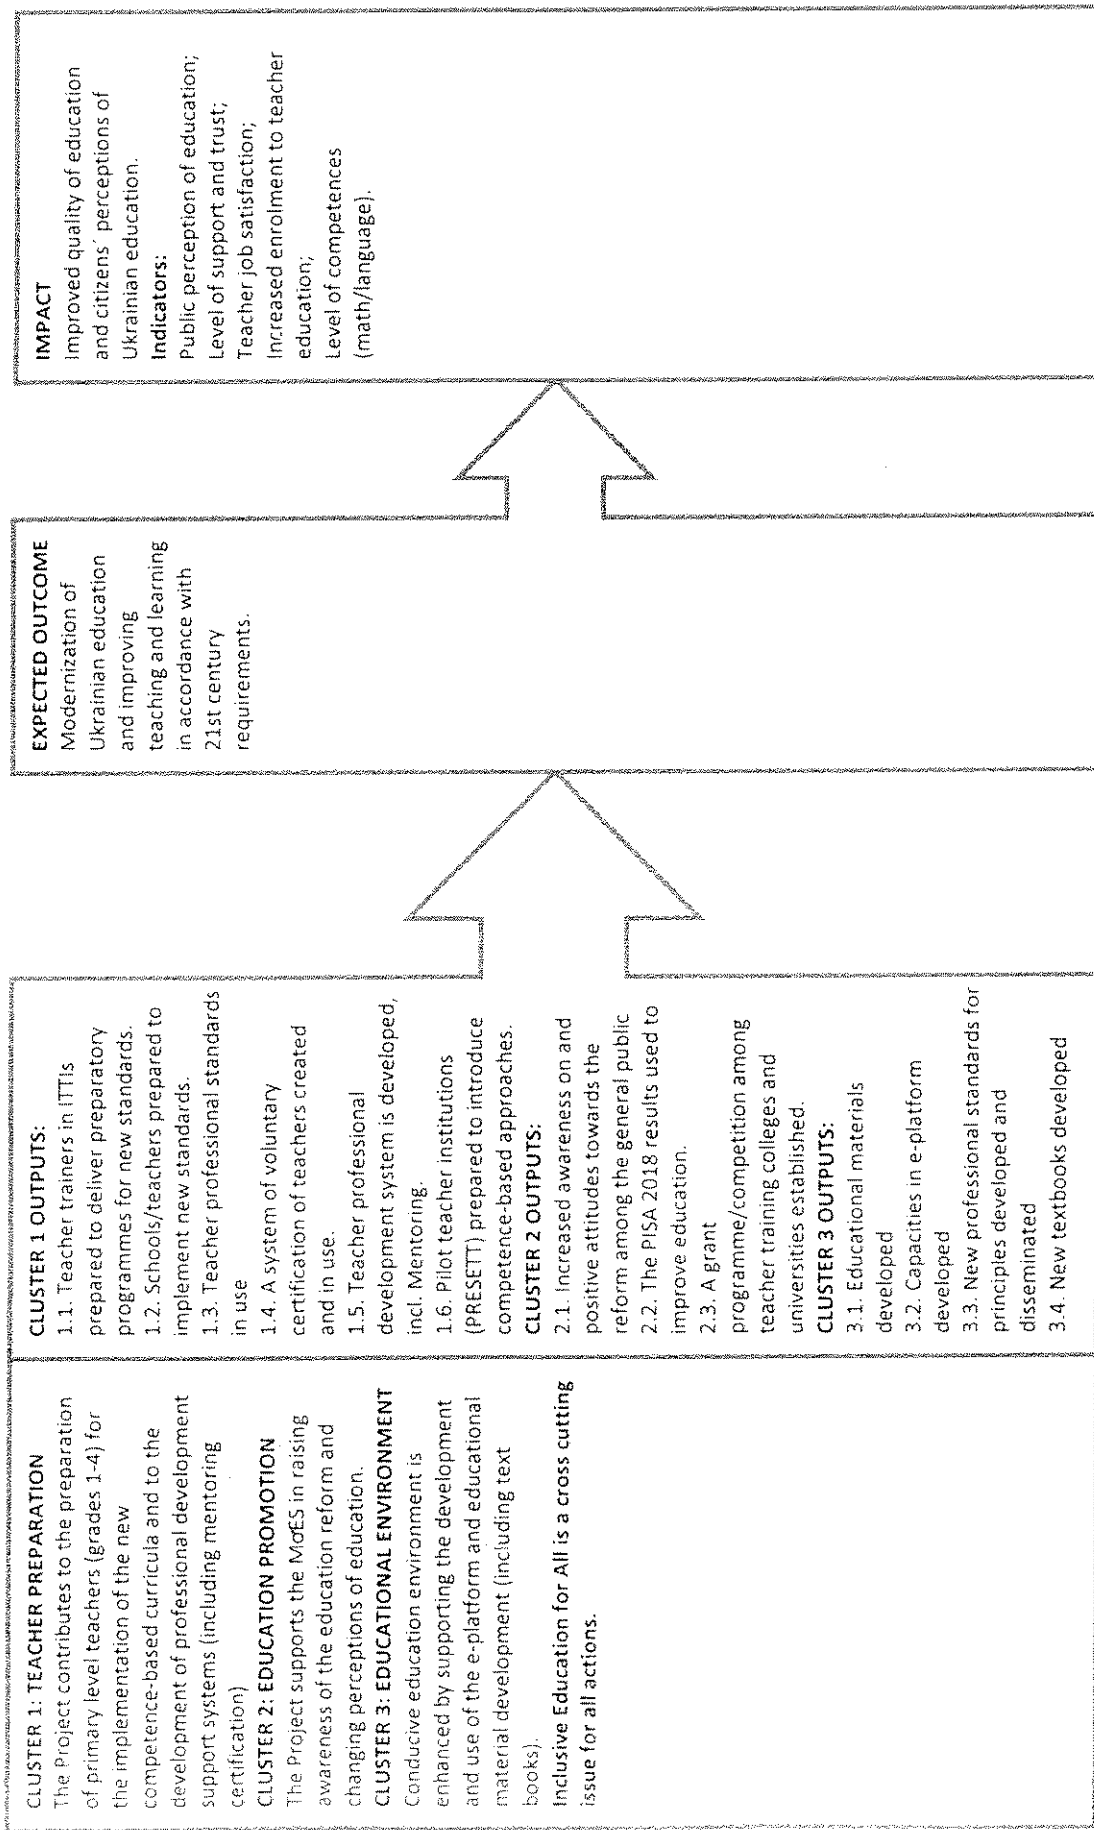 CLUSTER 1: TEACHER PREPARATION
The Project contributes to the preparation
of primary level teachers (grades 1-4) for
the implementation of the new
competence-based curricula and to the
development of professional development
support systems (including mentoring
certification)
CLUSTER 2: EDUCATION PROMOTION
The Project supports the MoES in raising
awareness of the education reform and
changing perceptions of education.
CLUSTER 3: EDUCATIONAL ENVIRONMENT
Conducive education environment is
enhanced by supporting the development
and use of the e-platform and educational
material development (including text
books).
Inclusive Education for All is a cross cutting
issue for all actions.
CLUSTER 1 OUTPUTS:
1.1. Teacher trainers in ITTIs
prepared to deliver preparatory
programmes for new standards.
1.2. Schools/teachers prepared to
implement new standards.
1.3. Teacher professional standards
in use
1.4. A system of voluntary
certification of teachers created
and in use.
1.5. Teacher professional
development system is developed,
incl. Mentoring.
1.6. Pilot teacher institutions
(PRESETT) prepared to introduce
competence-based approaches.
CLUSTER 2 OUTPUTS:
2.1. Increased awareness on and
positive attitudes towards the
reform among the general public
2.2. The PISA 2018 results used to
improve education.
2.3. A grant
programme/competition among
teacher training colleges and
universities established.
CLUSTER 3 OUTPUTS:
3.1. Educational materials
developed
3.2. Capacities in e-platform
developed
3.3. New professional standards for
principles developed and
disseminated
3.4. New textbooks developed
EXPECTED OUTCOME
Modernization of
Ukrainian education
and improving
teaching and learning
in accordance with
21st century
requirements.
IMPACT
Improved quality of education
and citizens' perceptions of
Ukrainian education.
Indicators:
Public perception of education;
Level of support and trust;
Teacher job satisfaction;
Increased enrolment to teacher
education;
Level of competences
(math/language).